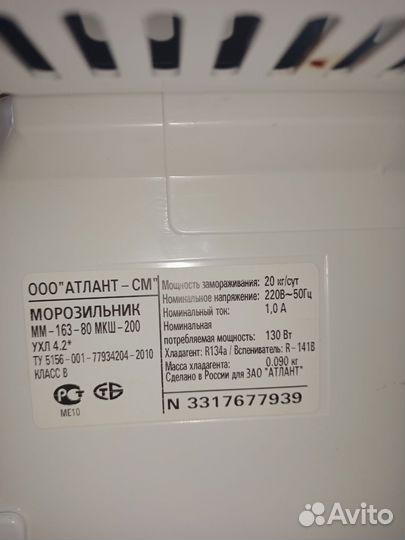 ООО"АТЛАНТ-СМ"
МОРОЗИЛЬНИК
ММ-163-80 МКШ-200
УХЛ 4.2*
ТУ 5156-001-77934204-2010
КЛАСС В
МЕ10
Мощность замораживания: 20 кг/сут
Номинальное напряжение: 220В~50Гц
Номинальный ток: 1,0 А
Номинальная
потребляемая мощность: 130 Вт
Хладагент: R134a / Вспениватель: R-141B
Масса хладагента: 0.090 кг
Сделано в России для ЗАО "АТЛАНТ"
N 3317677939
Avito